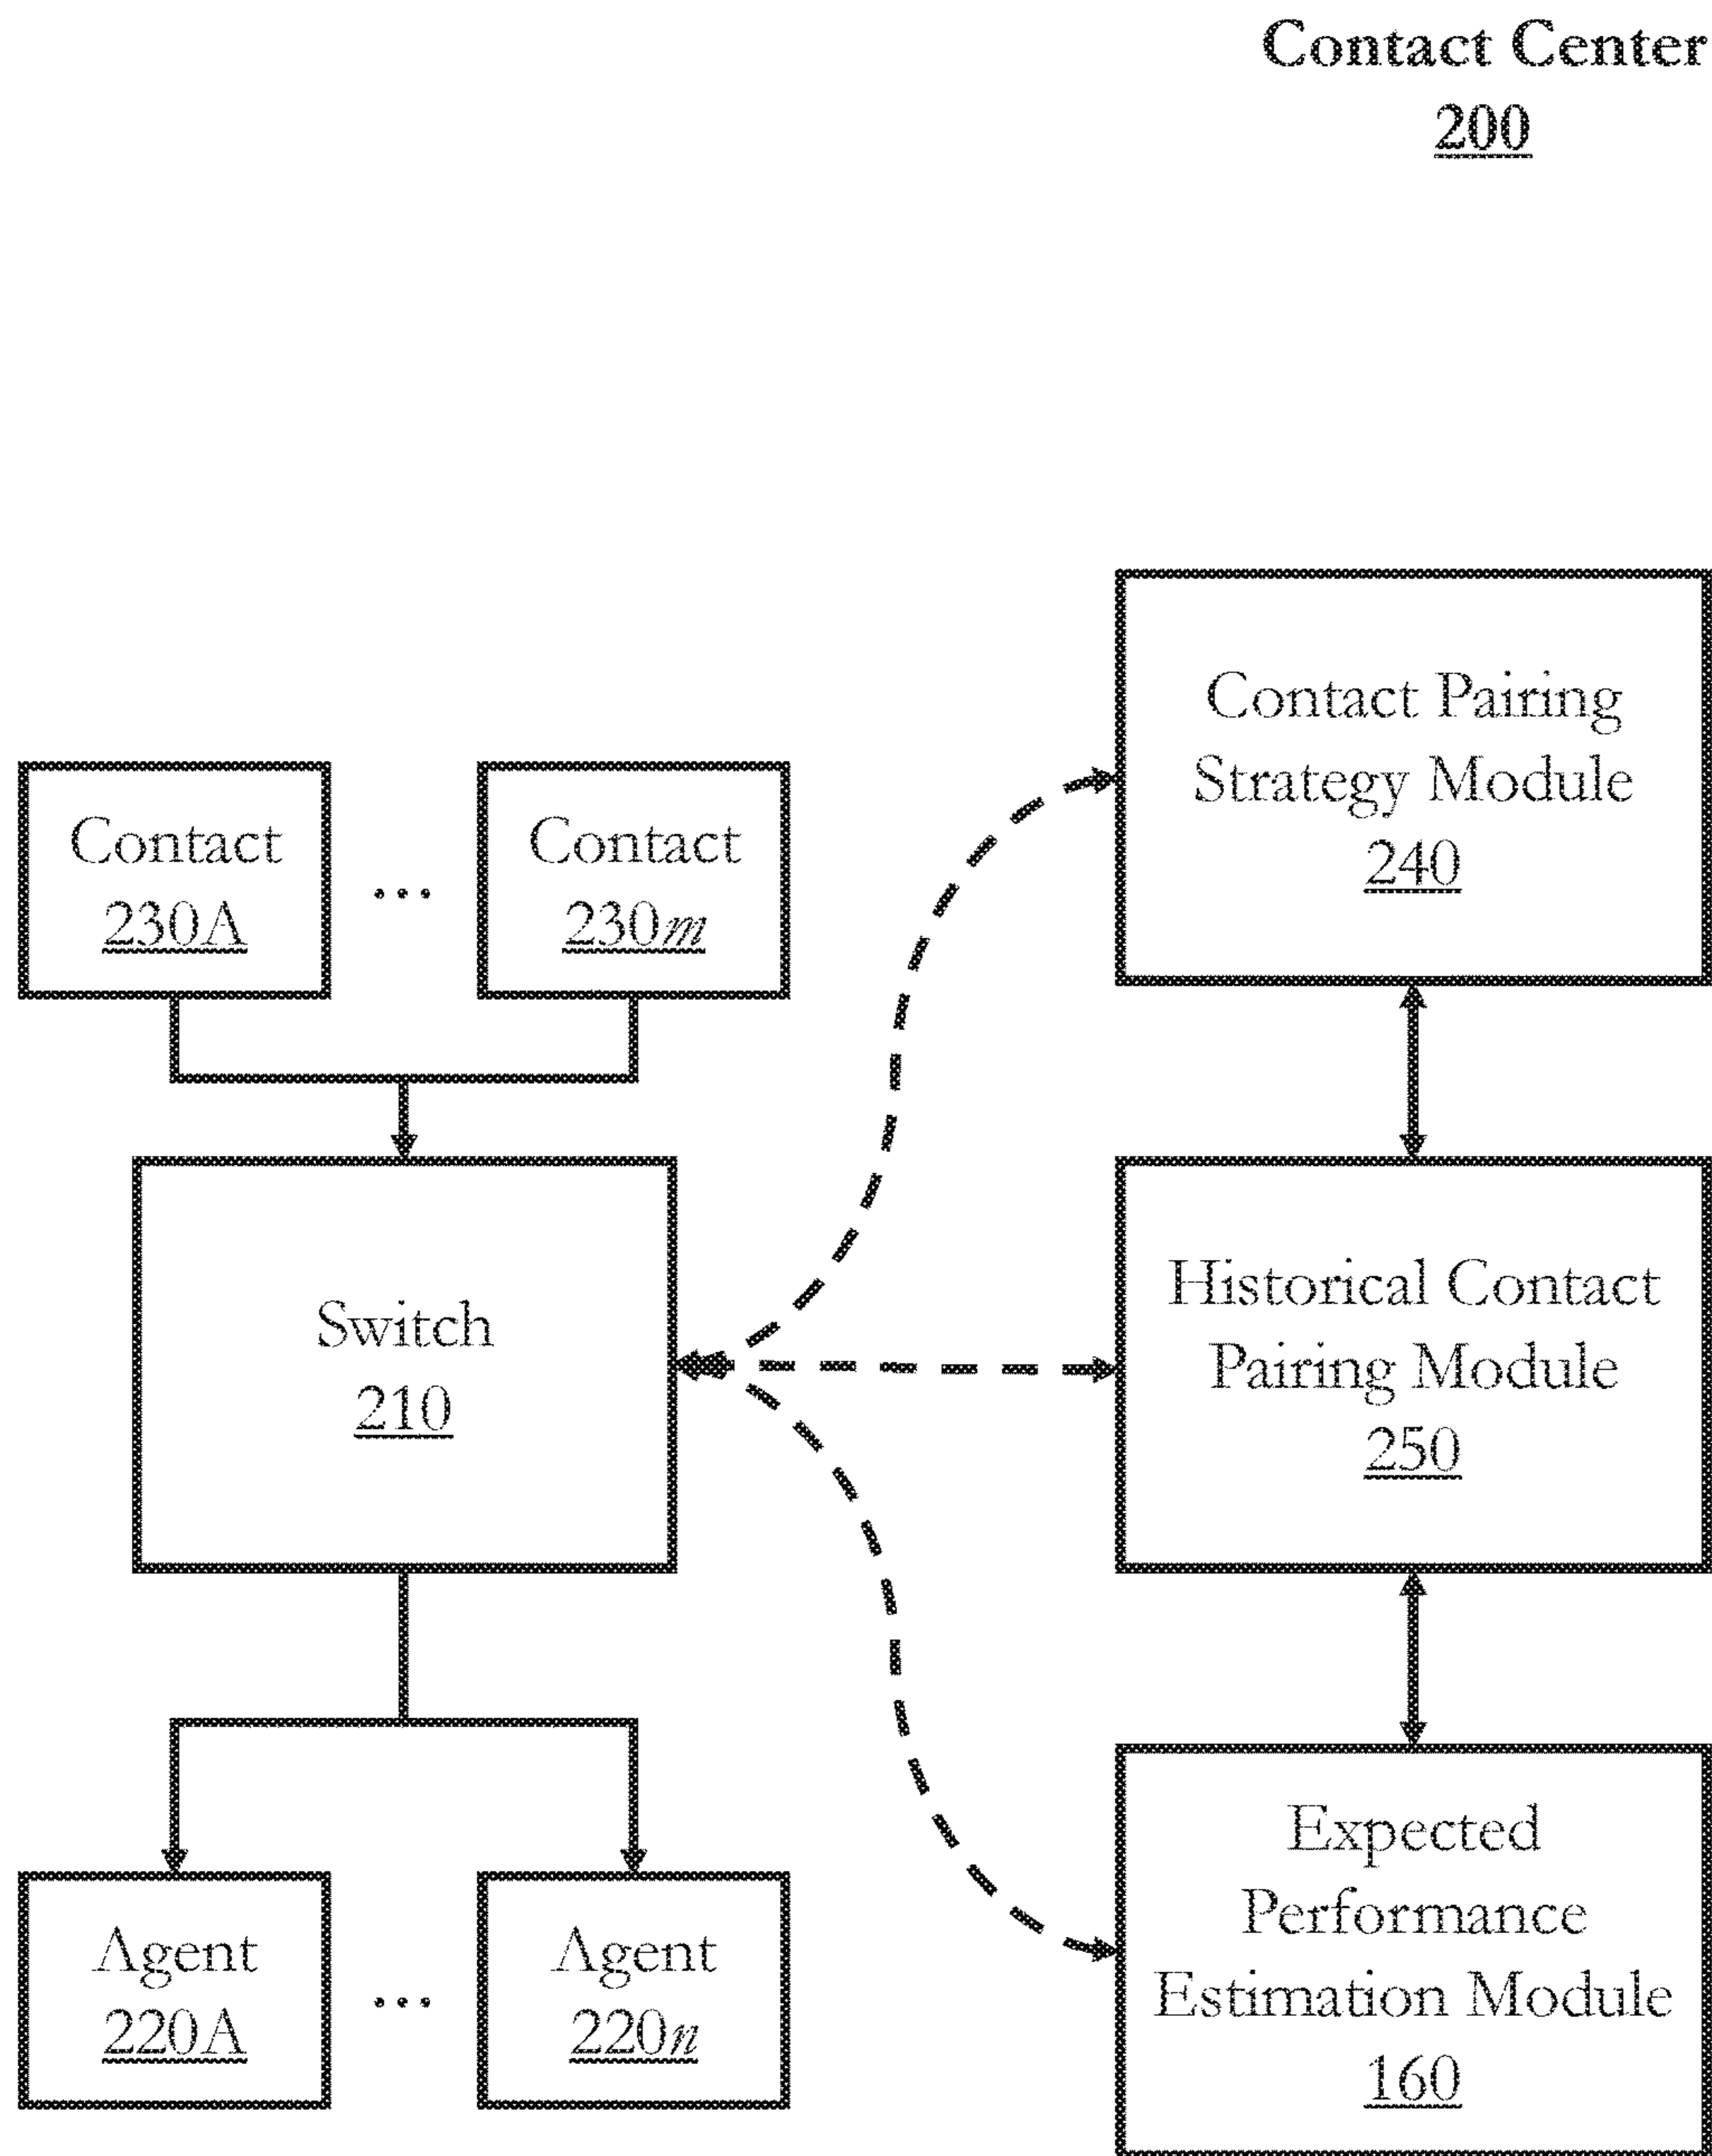 Contact Center
200
Contact Pairing
Strategy Module
240
Contact
230A
...
Contact
230m
Switch
210
Historical Contact
Pairing Module
250
Agent
220A
...
Agent
220n
Expected
Performance
Estimation Module
160